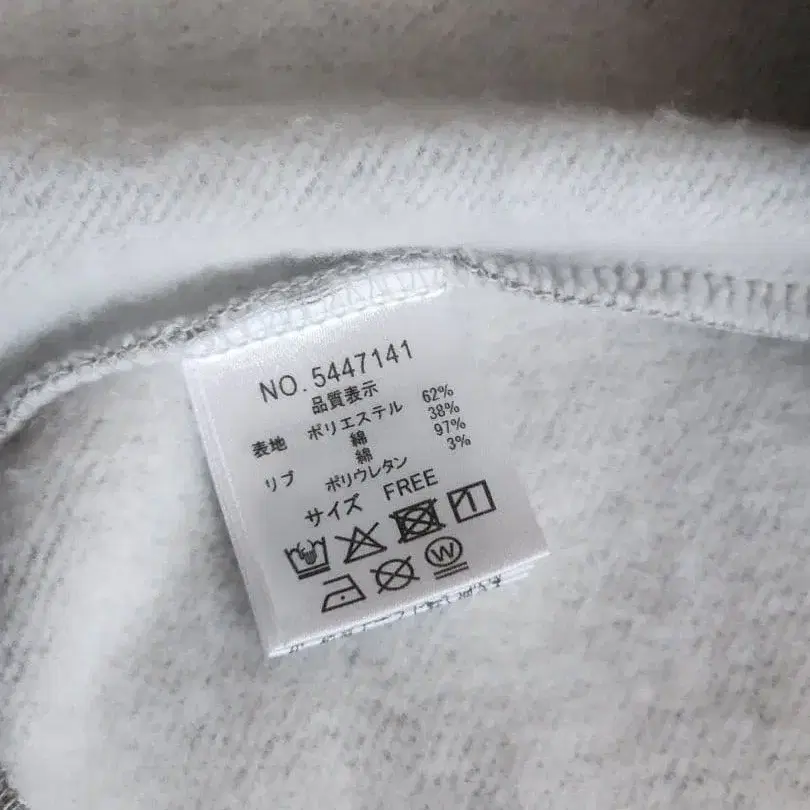 NO. 5447141
品質表示
表地 ポリエステル 62%
綿 38%
リブ 綿 97%
ポリウレタン 3%
サイズ FREE
W